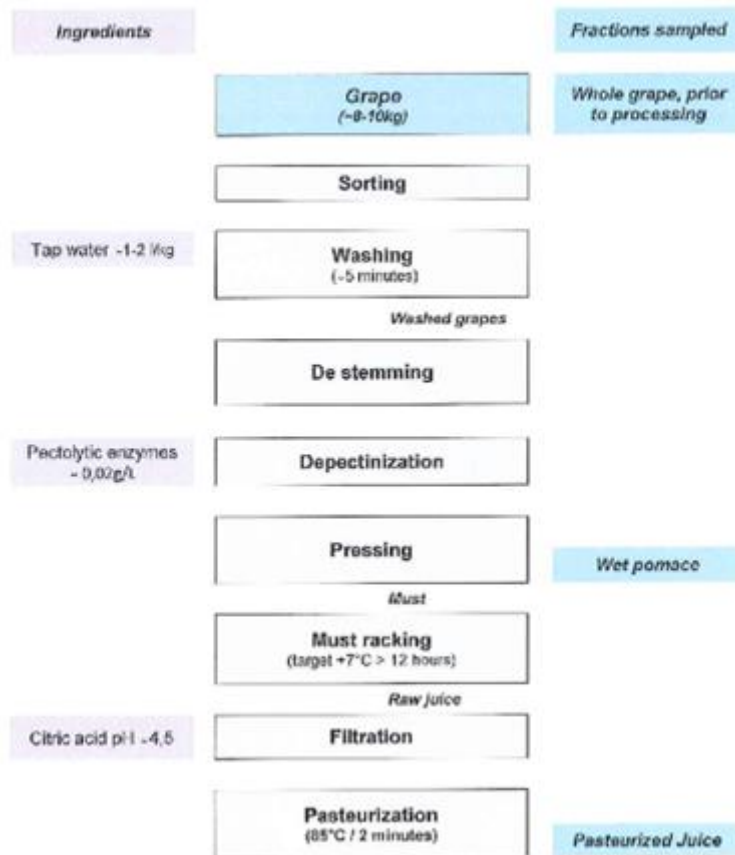 Ingredients
Fractions sampled
Grape
(~8-10kg)
Whole grape, prior
to processing
Sorting
Tap water ~1-2 l/kg
Washing
(~5 minutes)
Washed grapes
De stemming
Pectolytic enzymes
~ 0,02g/L
Depectinization
Pressing
Wet pomace
Must
Must racking
(target +7°C > 12 hours)
Raw juice
Citric acid pH ~4,5
Filtration
Pasteurization
(85°C / 2 minutes)
Pasteurized Juice